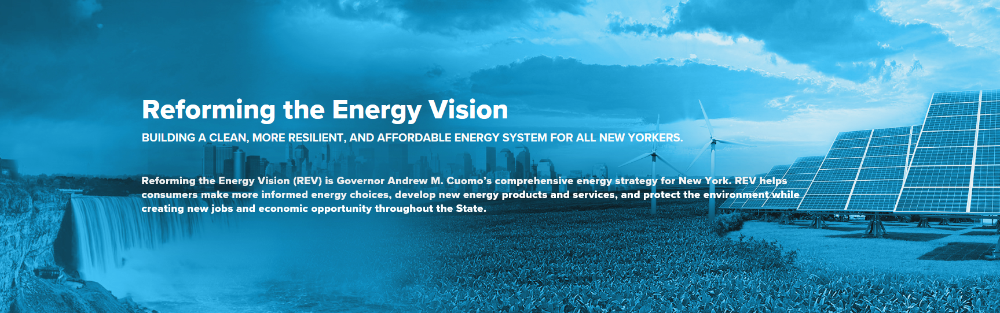 Reforming the Energy Vision
BUILDING A CLEAN, MORE RESILIENT, AND AFFORDABLE ENERGY SYSTEM FOR ALL NEW YORKERS.
Reforming the Energy Vision (REV) is Governor Andrew M. Cuomo’s comprehensive energy strategy for New York. REV helps
consumers make more informed energy choices, develop new energy products and services, and protect the environment while
creating new jobs and economic opportunity throughout the State.